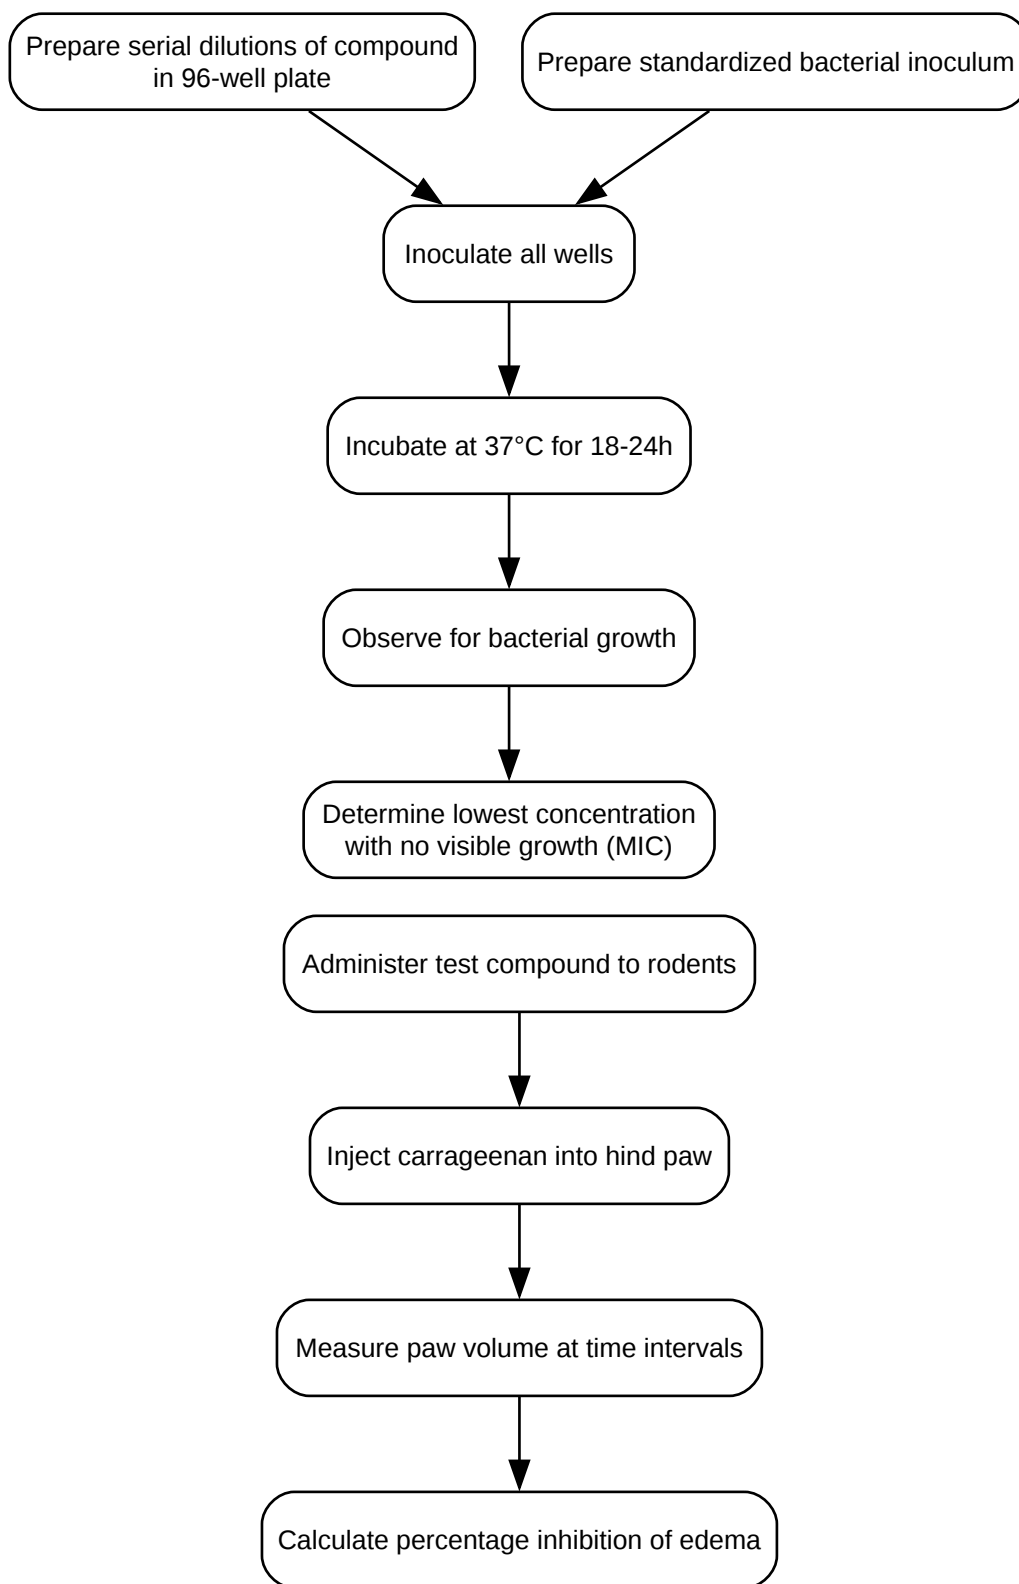 Prepare serial dilutions of compound
in 96-well plate
Prepare standardized bacterial inoculum
Inoculate all wells
Incubate at 37°C for 18-24h
Observe for bacterial growth
Determine lowest concentration
with no visible growth (MIC)
Administer test compound to rodents
Inject carrageenan into hind paw
Measure paw volume at time intervals
Calculate percentage inhibition of edema